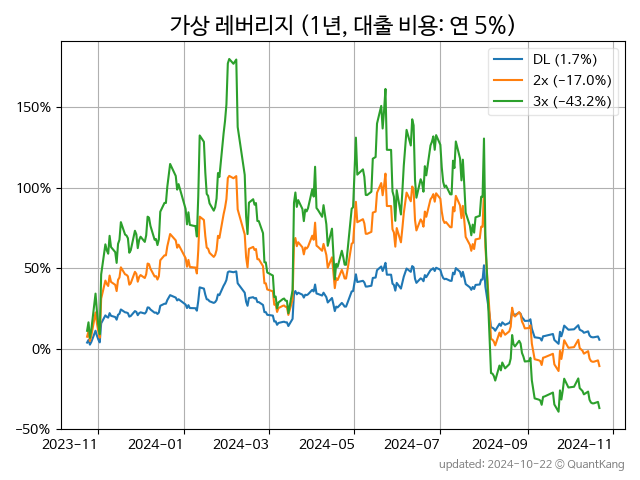 가상 레버리지 (1년, 대출 비용: 연 5%)
DL (1.7%)
2x (−17.0%)
3x (−43.2%)
150%
100%
50%
0%
−50%
2023-11 2024-01 2024-03 2024-05 2024-07 2024-09 2024-11
updated: 2024-10-22 © QuantKang